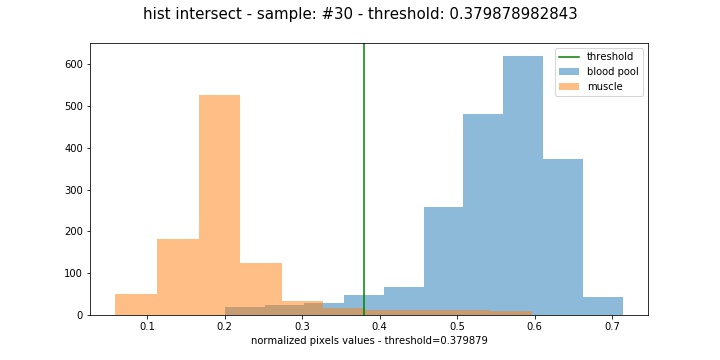 hist intersect - sample: #30 - threshold: 0.379878982843
600
500
400
300
200
100
0
threshold
blood pool
muscle
0.1 0.2 0.3 0.4 0.5 0.6 0.7
normalized pixels values - threshold=0.379879